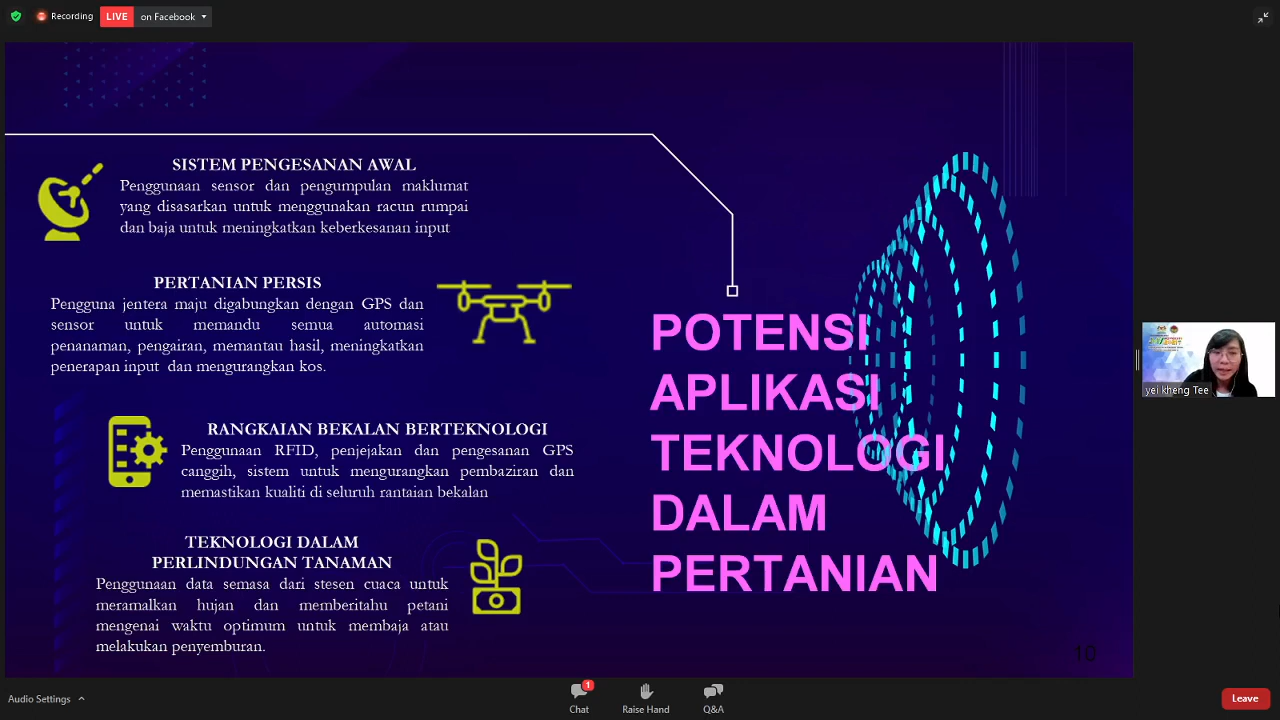 Recording
LIVE
on Facebook
SISTEM PENGESANAN AWAL
Penggunaan sensor dan pengumpulan maklumat
yang disasarkan untuk menggunakan racun rumpai
dan baja untuk meningkatkan keberkesanan input
PERTANIAN PERSIS
Pengguna jentera maju digabungkan dengan GPS dan
sensor untuk memandu semua automasi
penanaman, pengairan, memantau hasil, meningkatkan
penerapan input dan mengurangkan kos.
RANGKAIAN BEKALAN BERTEKNOLOGI
Penggunaan RFID, penjejakan dan pengesanan GPS
canggih, sistem untuk mengurangkan pembaziran dan
memastikan kualiti di seluruh rantaian bekalan
TEKNOLOGI DALAM
PERLINDUNGAN TANAMAN
Penggunaan data semasa dari stesen cuaca untuk
meramalkan hujan dan memberitahu petani
mengenai waktu optimum untuk membaja atau
melakukan penyemburan.
POTENSI
APLIKASI
TEKNOLOGI
DALAM
PERTANIAN
10
yei kheng Tee
Audio Settings
1
Chat
Raise Hand
Q&A
Leave